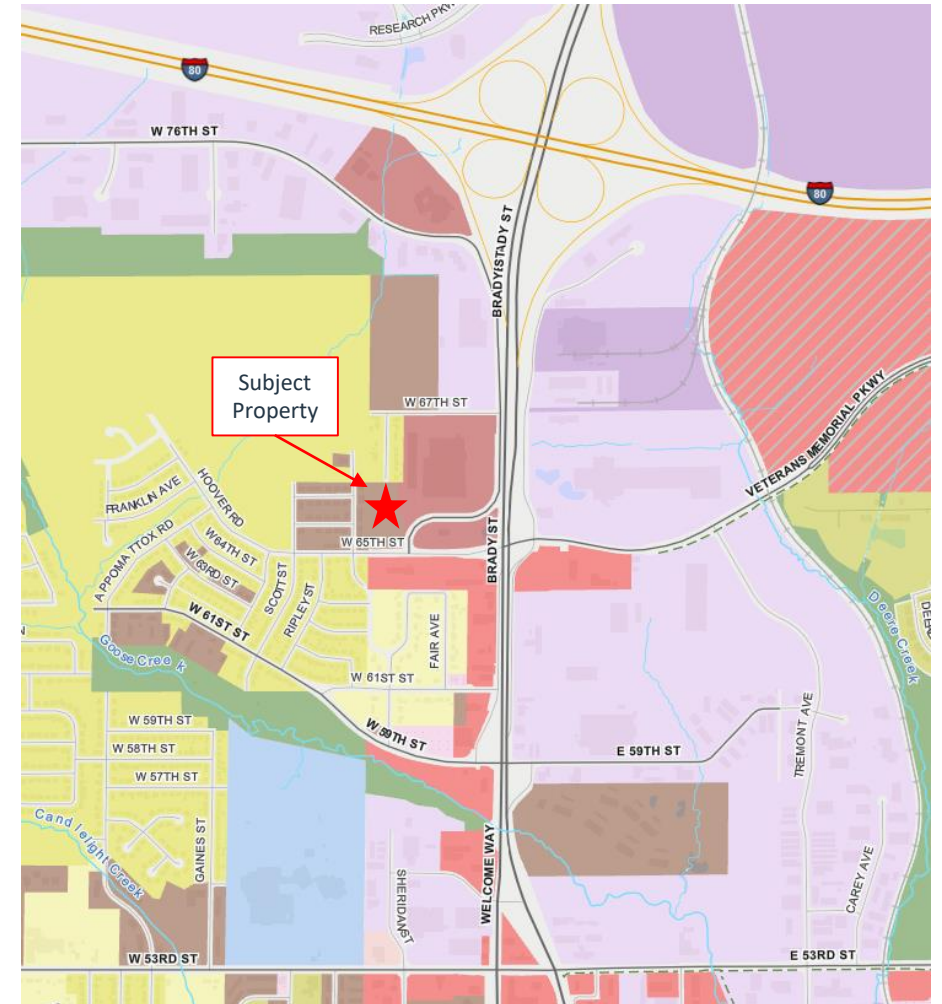 RESEARCH PKW
80
W 76TH ST
80
BRADY ST
ADY ST
Subject
Property
W 67TH ST
VETERANS MEMORIAL PKWY
HOOVER RD
FRANKLIN AVE
W 65TH ST
BRADY ST
APPOMATTOX RD
W 64TH ST
W 63RD ST
SCOTT ST
RIPLEY ST
W 61ST ST
FAIR AVE
Deere Creek
Goose Creek
W 61ST ST
W 59TH ST
W 59TH ST
W 58TH ST
W 57TH ST
E 59TH ST
TREMONT AVE
Candlelight Creek
GAINES ST
WELCOME WAY
SHERIDAN ST
CAREY AVE
W 53RD ST
E 53RD ST